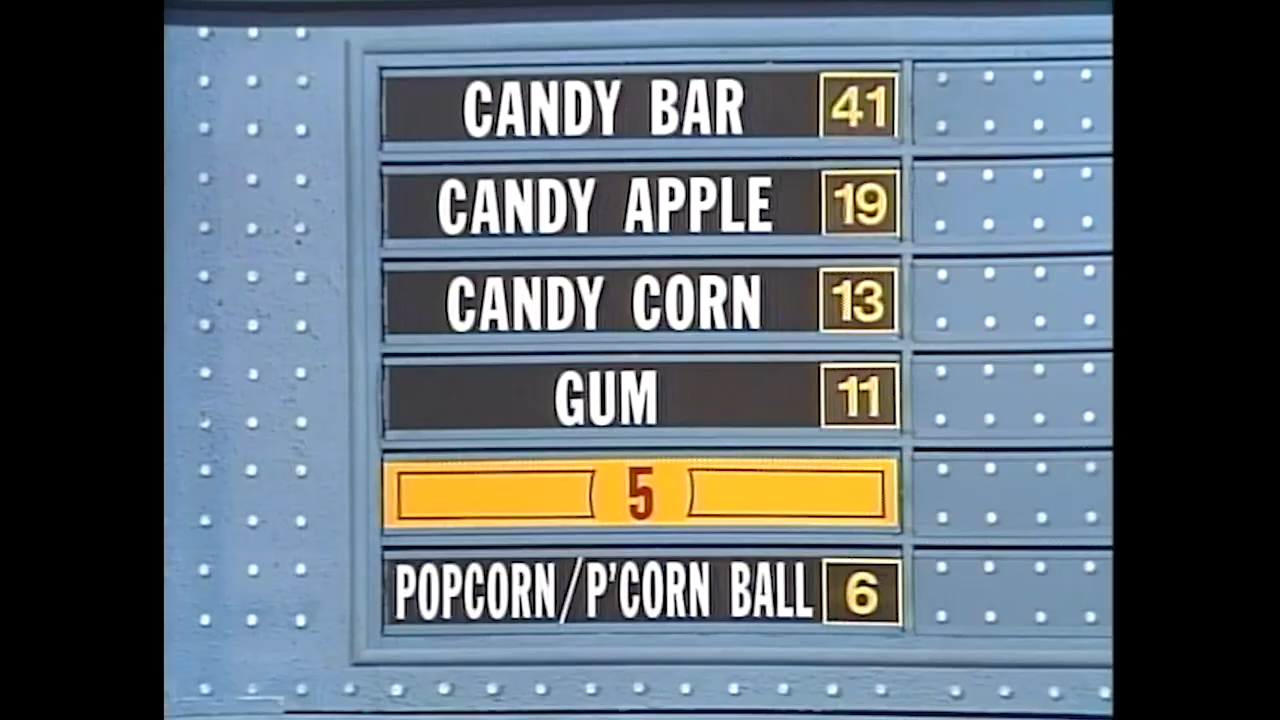 CANDY BAR 41
CANDY APPLE 19
CANDY CORN 13
GUM 11
5
POPCORN/P'CORN BALL 6